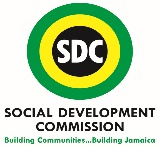 SDC
SOCIAL DEVELOPMENT
COMMISSION
Building Communities...Building Jamaica